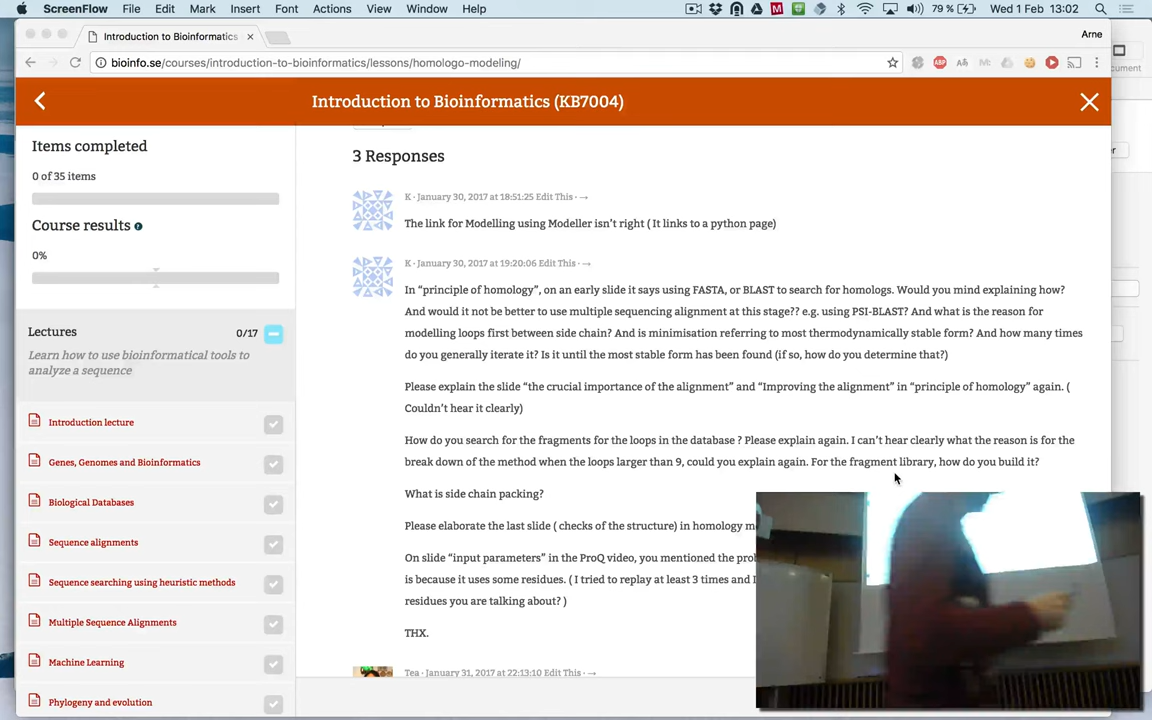 ScreenFlow File Edit Mark Insert Font Actions View Window Help 79 % Wed 1 Feb 13:02
Introduction to Bioinformatics × Arne
bioinfo.se/courses/introduction-to-bioinformatics/lessons/homologo-modeling/
ocument
Introduction to Bioinformatics (KB7004)
Items completed
0 of 35 items
Course results
0%
Lectures 0/17
Learn how to use bioinformatical tools to
analyze a sequence
Introduction lecture
Genes, Genomes and Bioinformatics
Biological Databases
Sequence alignments
Sequence searching using heuristic methods
Multiple Sequence Alignments
Machine Learning
Phylogeny and evolution
3 Responses
K · January 30, 2017 at 18:51:25 Edit This · →
The link for Modelling using Modeller isn't right ( It links to a python page)
K · January 30, 2017 at 19:20:06 Edit This · →
In “principle of homology”, on an early slide it says using FASTA, or BLAST to search for homologs. Would you mind explaining how?
And would it not be better to use multiple sequencing alignment at this stage?? e.g. using PSI-BLAST? And what is the reason for
modelling loops first between side chain? And is minimisation referring to most thermodynamically stable form? And how many times
do you generally iterate it? Is it until the most stable form has been found (if so, how do you determine that?)
Please explain the slide “the crucial importance of the alignment” and “Improving the alignment” in “principle of homology” again. (
Couldn't hear it clearly)
How do you search for the fragments for the loops in the database ? Please explain again. I can't hear clearly what the reason is for the
break down of the method when the loops larger than 9, could you explain again. For the fragment library, how do you build it?
What is side chain packing?
Please elaborate the last slide ( checks of the structure) in homology m
On slide “input parameters” in the ProQ video, you mentioned the prob
is because it uses some residues. ( I tried to replay at least 3 times and I
residues you are talking about? )
THX.
Tea · January 31, 2017 at 22:13:10 Edit This · →